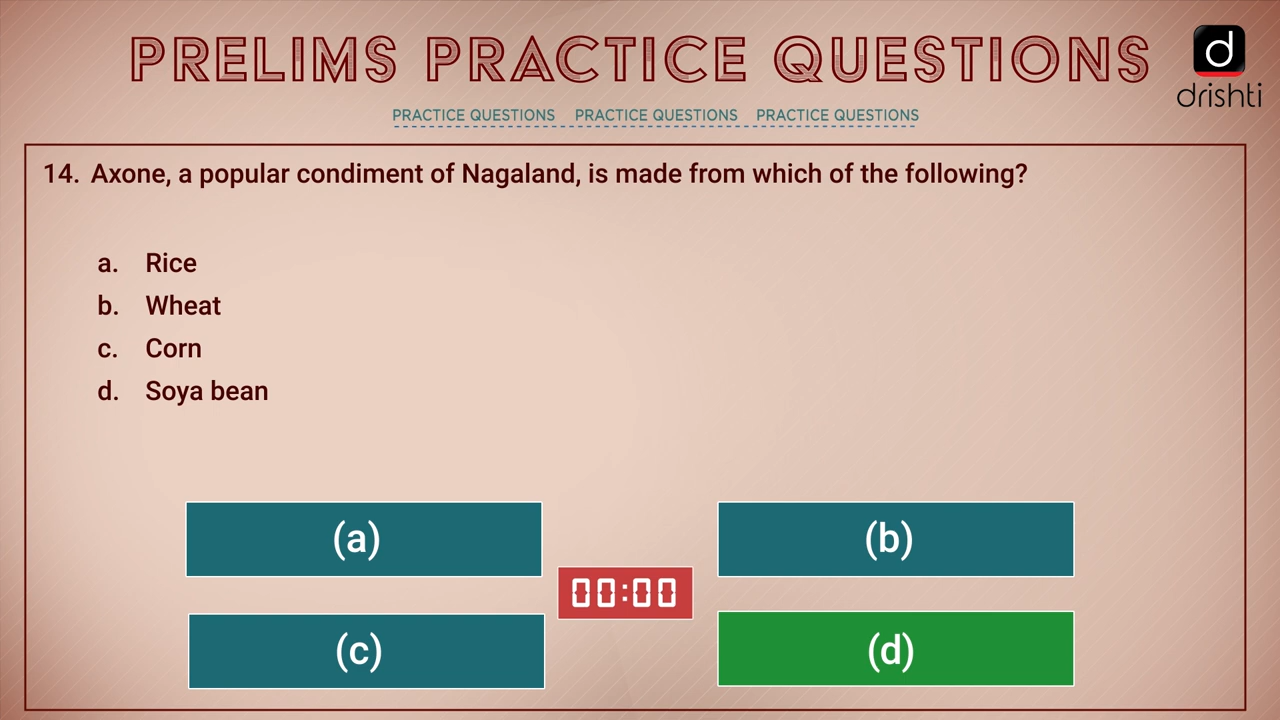 PRELIMS PRACTICE QUESTIONS
d
drishti
PRACTICE QUESTIONS PRACTICE QUESTIONS PRACTICE QUESTIONS
14. Axone, a popular condiment of Nagaland, is made from which of the following?
a. Rice
b. Wheat
c. Corn
d. Soya bean
(a)
(b)
00:00
(c)
(d)